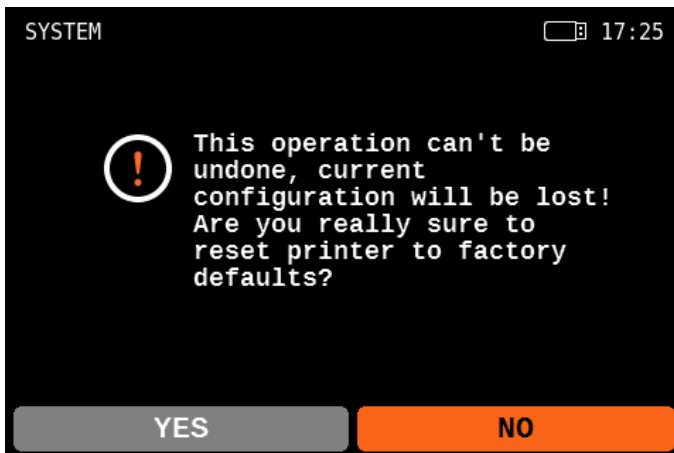 SYSTEM 17:25
This operation can't be
undone, current
configuration will be lost!
Are you really sure to
reset printer to factory
defaults?
YES NO